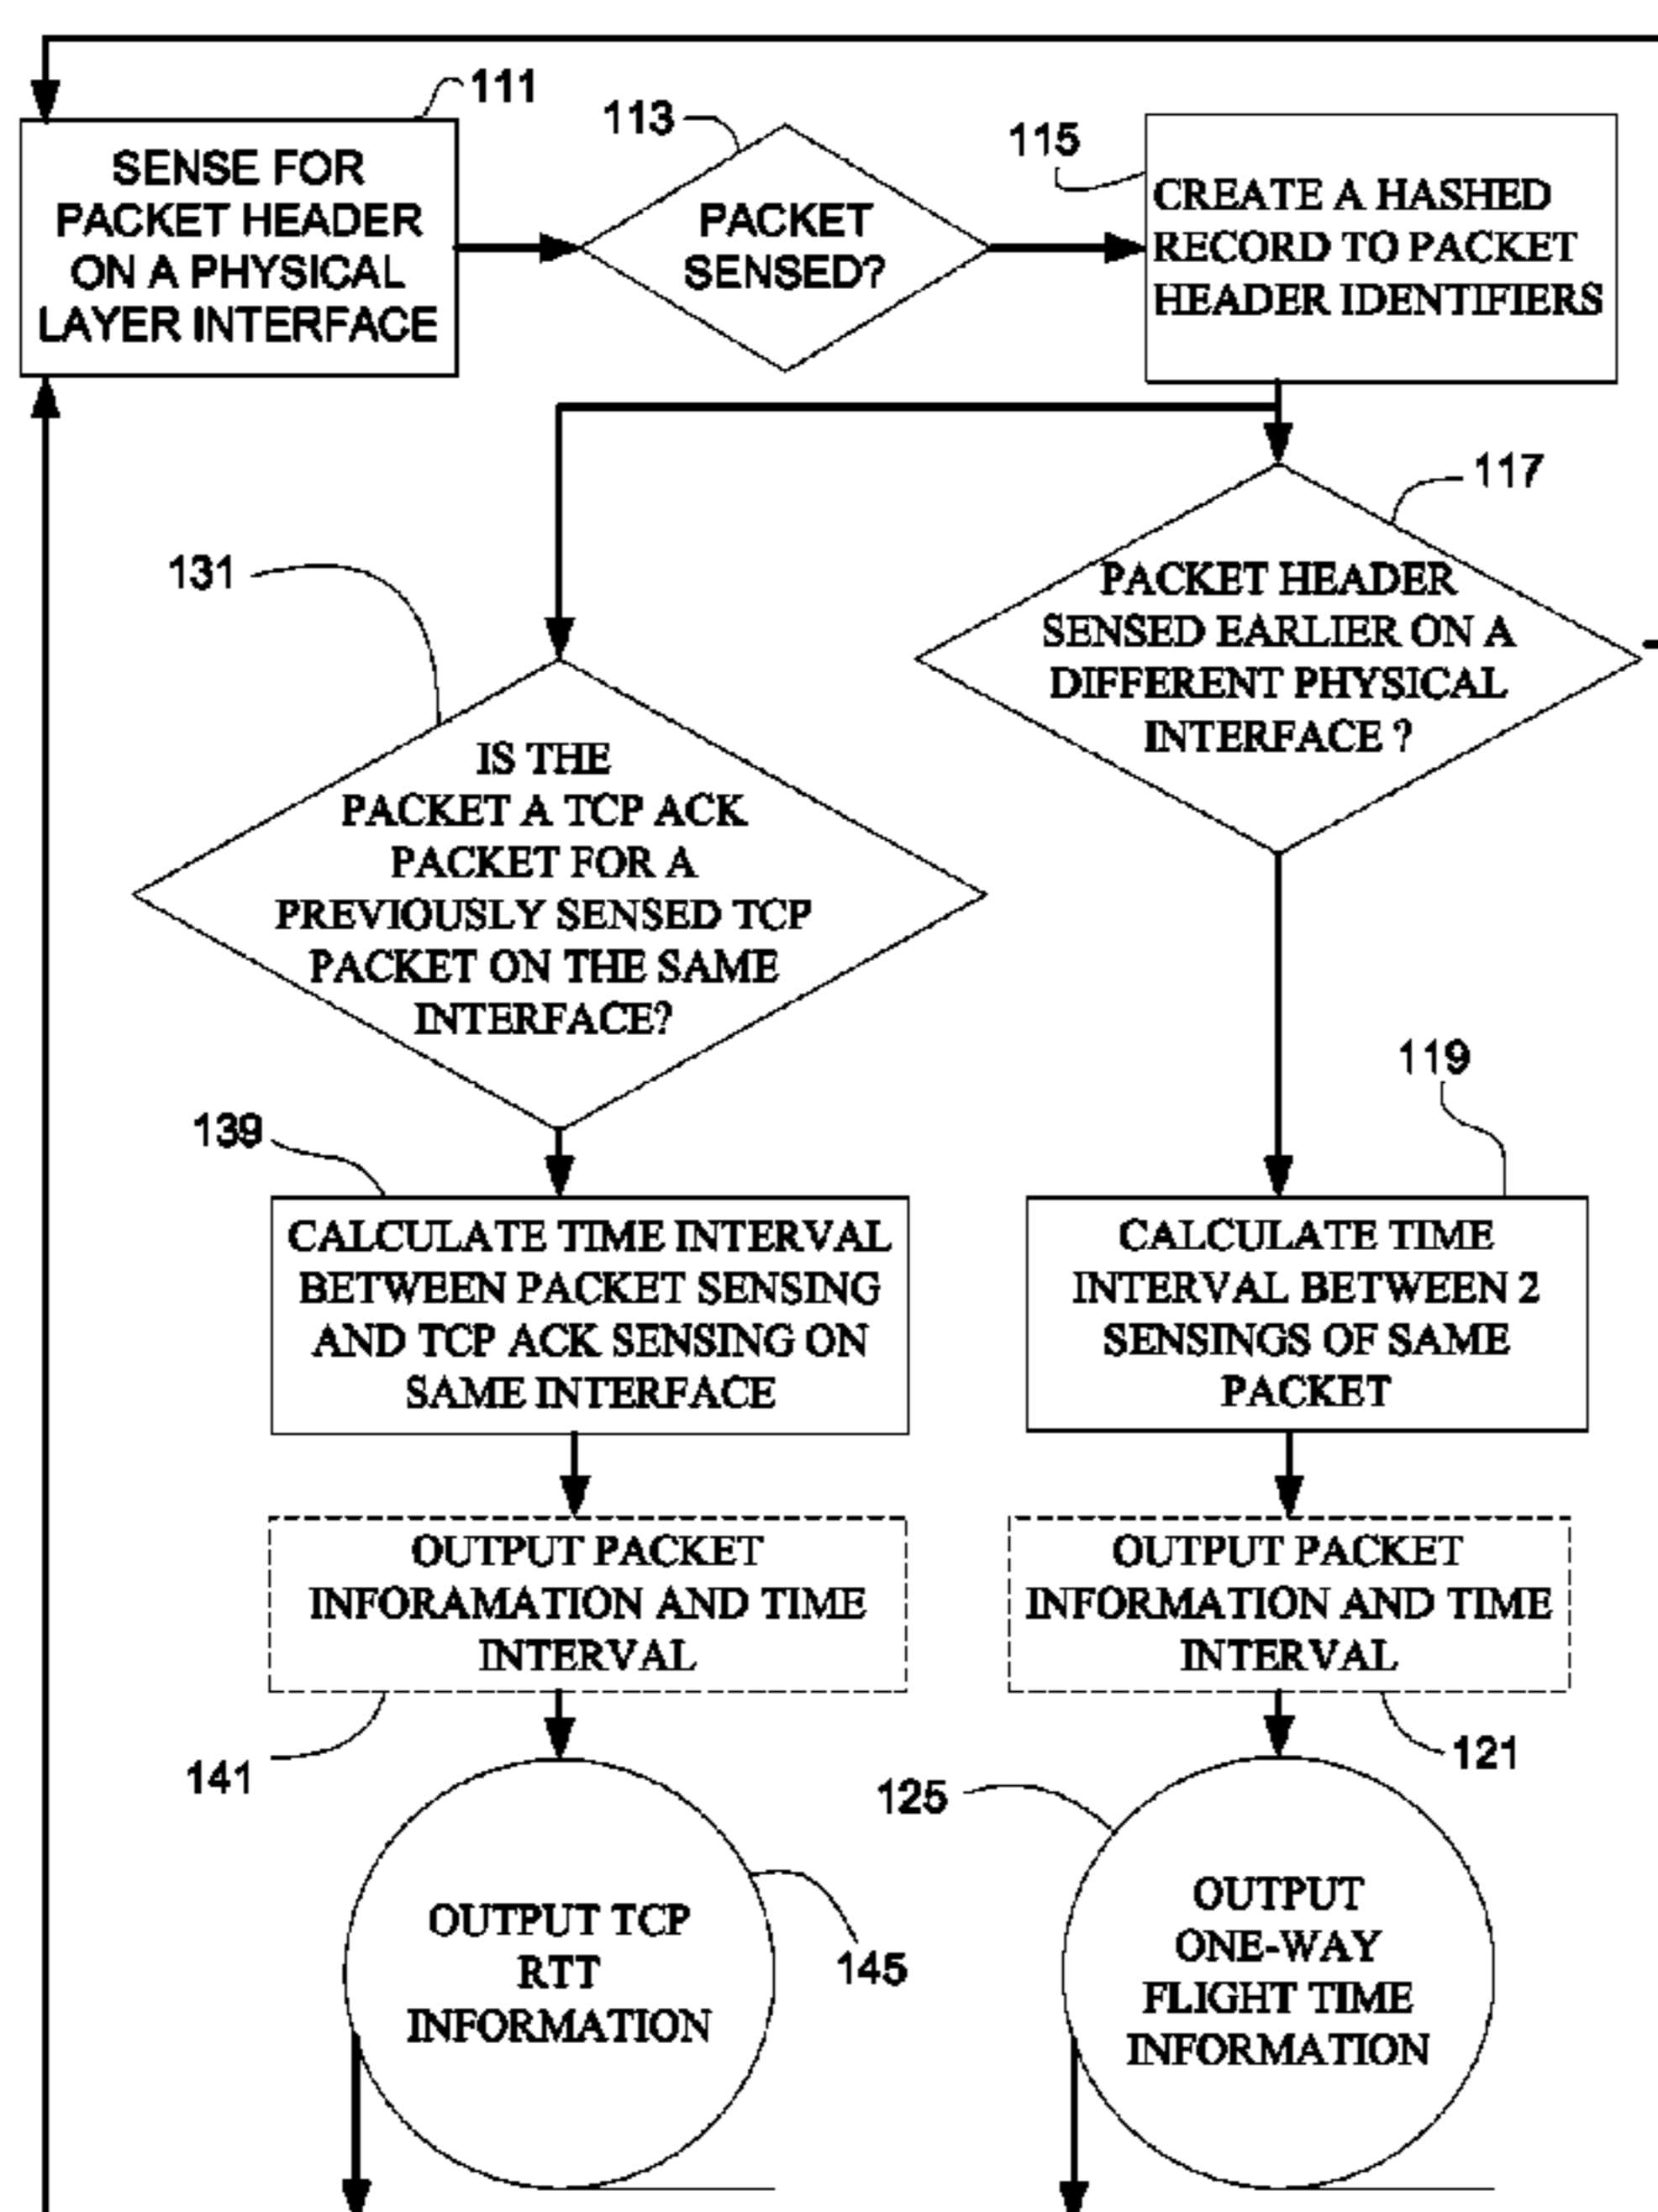 111
SENSE FOR
PACKET HEADER
ON A PHYSICAL
LAYER INTERFACE
113
PACKET
SENSED?
115
CREATE A HASHED
RECORD TO PACKET
HEADER IDENTIFIERS
117
PACKET HEADER
SENSED EARLIER ON A
DIFFERENT PHYSICAL
INTERFACE ?
131
IS THE
PACKET A TCP ACK
PACKET FOR A
PREVIOUSLY SENSED TCP
PACKET ON THE SAME
INTERFACE?
139
CALCULATE TIME INTERVAL
BETWEEN PACKET SENSING
AND TCP ACK SENSING ON
SAME INTERFACE
119
CALCULATE TIME
INTERVAL BETWEEN 2
SENSINGS OF SAME
PACKET
OUTPUT PACKET
INFORAMATION AND TIME
INTERVAL
141
OUTPUT PACKET
INFORMATION AND TIME
INTERVAL
121
OUTPUT TCP
RTT
INFORMATION
145
125
OUTPUT
ONE-WAY
FLIGHT TIME
INFORMATION